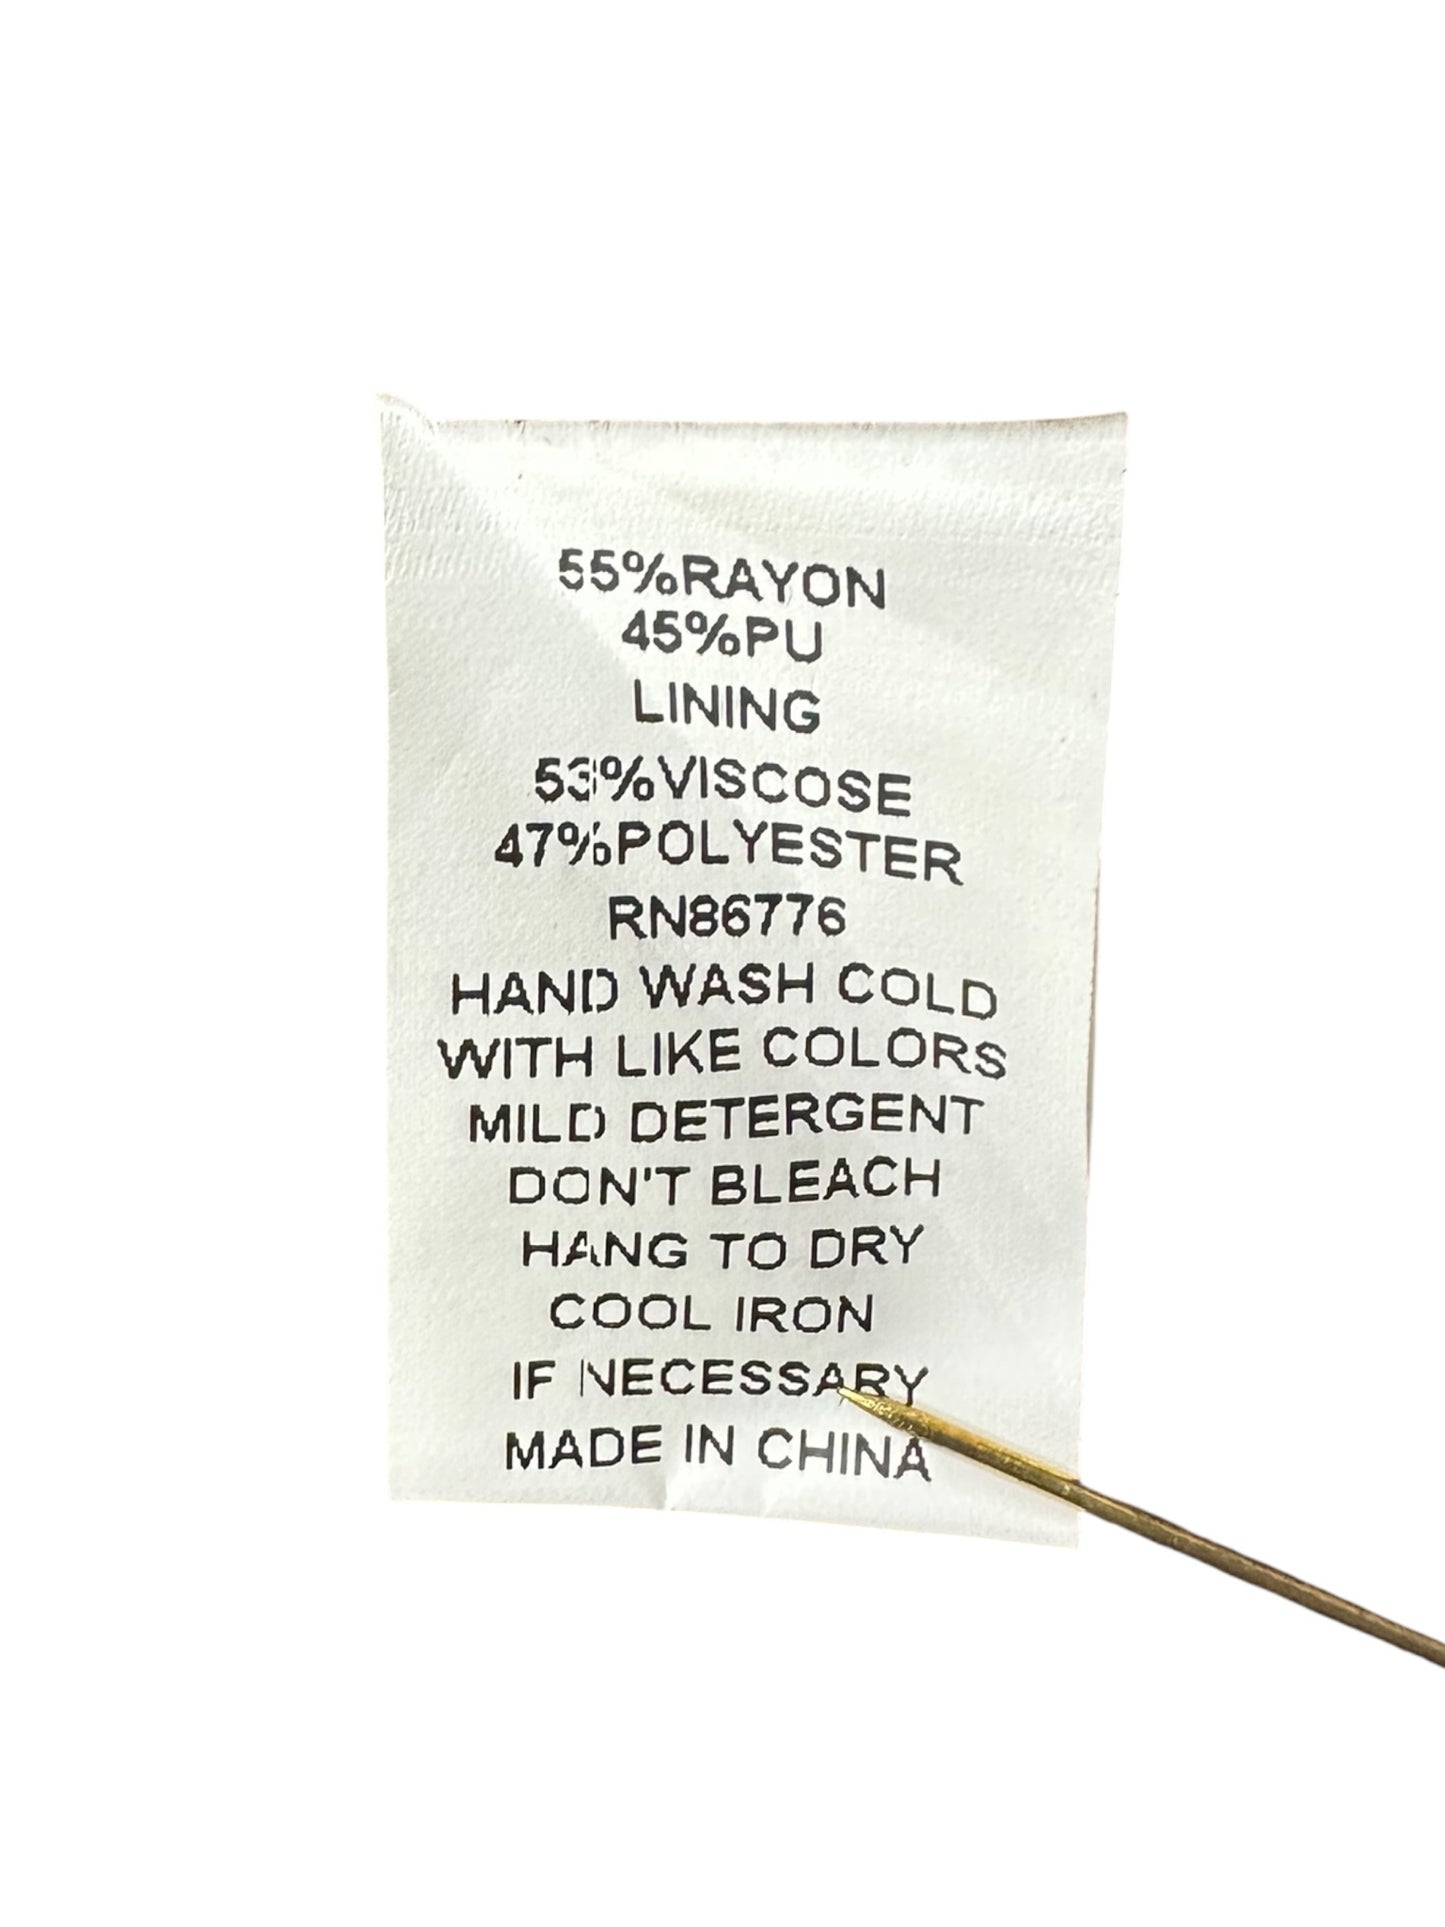 55%RAYON
45%PU
LINING
53%VISCOSE
47%POLYESTER
RN86776
HAND WASH COLD
WITH LIKE COLORS
MILD DETERGENT
DON'T BLEACH
HANG TO DRY
COOL IRON
IF NECESSARY
MADE IN CHINA